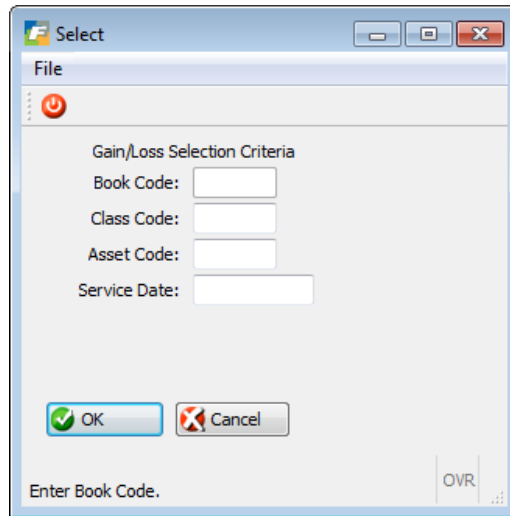 Select
File
Gain/Loss Selection Criteria
Book Code:
Class Code:
Asset Code:
Service Date:
OK
Cancel
Enter Book Code.
OVR